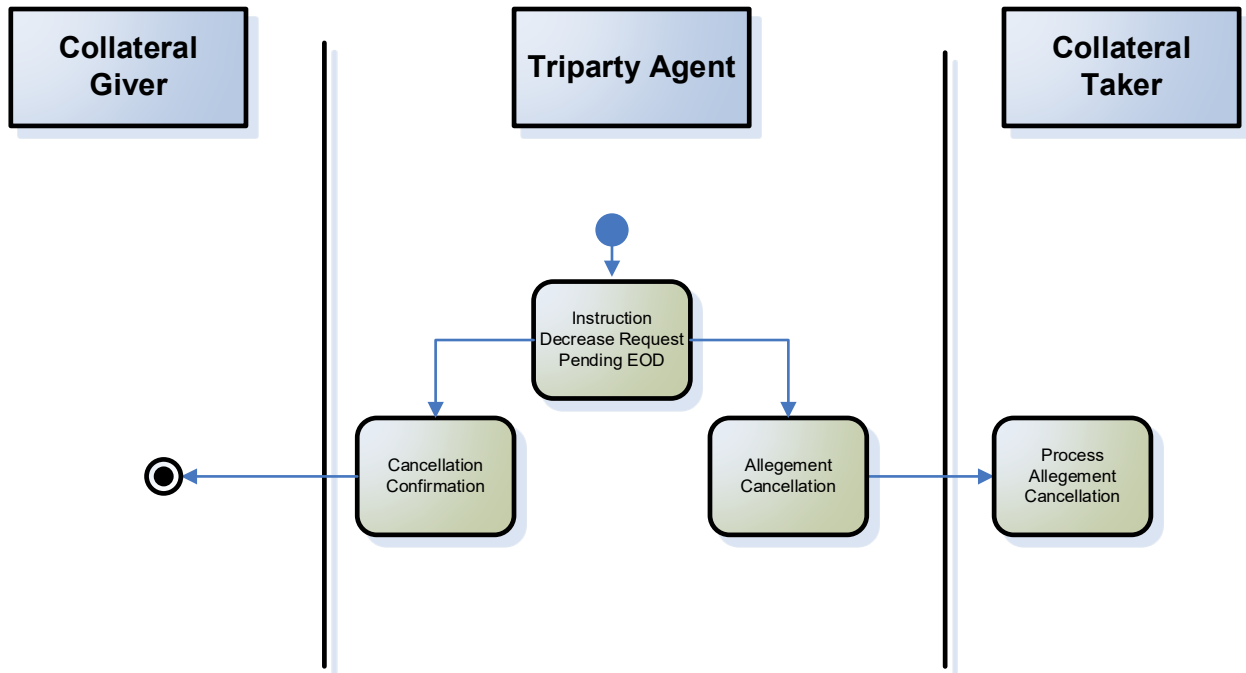 Collateral
Giver
Triparty Agent
Collateral
Taker
Instruction
Decrease Request
Pending EOD
Cancellation
Confirmation
Allegement
Cancellation
Process
Allegement
Cancellation